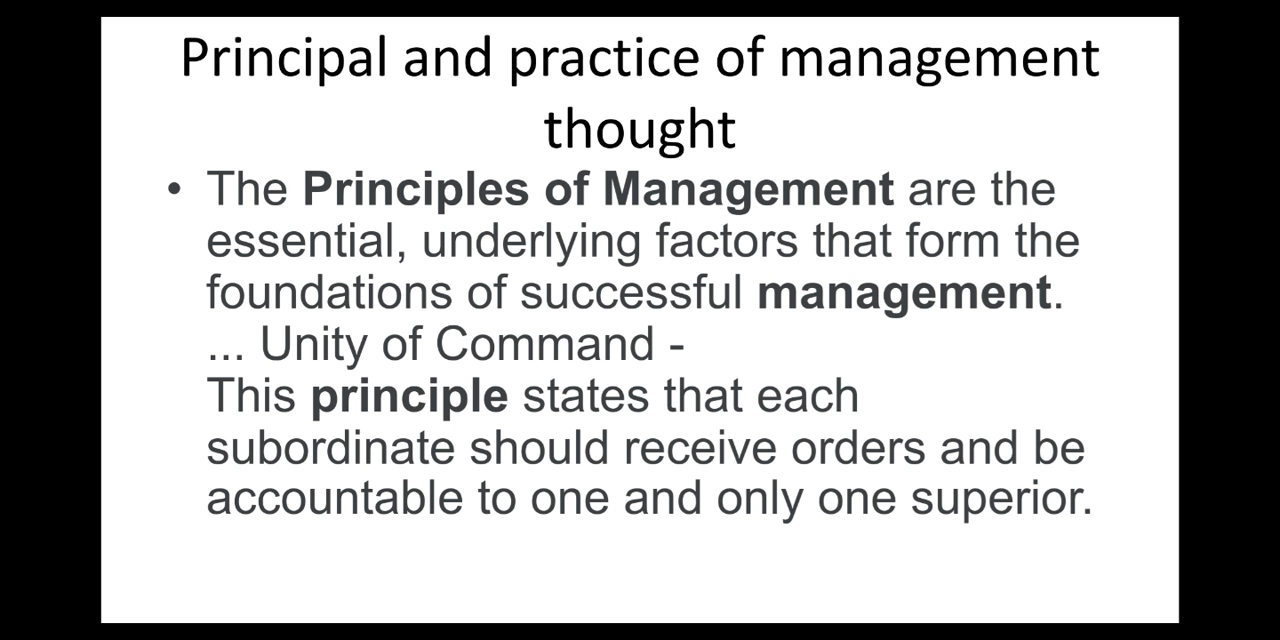 Principal and practice of management
thought
• The Principles of Management are the
essential, underlying factors that form the
foundations of successful management.
... Unity of Command -
This principle states that each
subordinate should receive orders and be
accountable to one and only one superior.